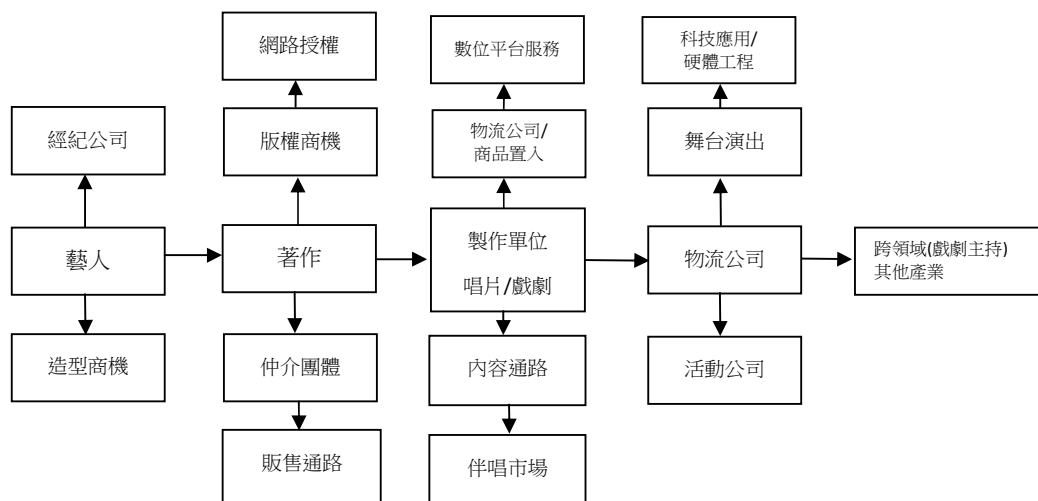 網路授權
數位平台服務
科技應用/
硬體工程
經紀公司
版權商機
物流公司/
商品置入
舞台演出
藝人
著作
製作單位
唱片/戲劇
物流公司
跨領域(戲劇主持)
其他產業
造型商機
仲介團體
內容通路
活動公司
販售通路
伴唱市場